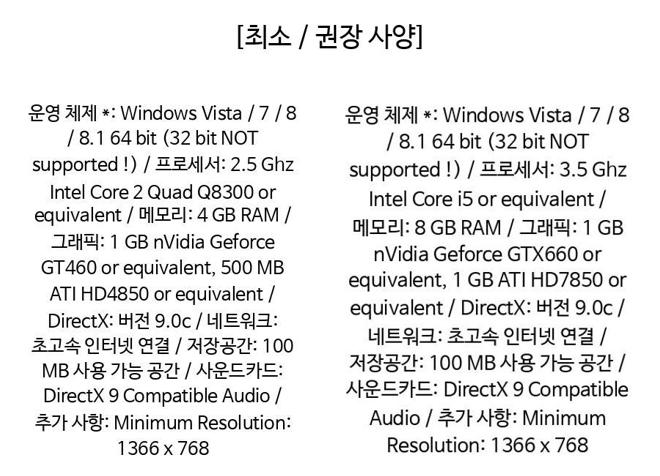 [최소 / 권장 사양]
운영 체제 *: Windows Vista / 7 / 8
/ 8.1 64 bit (32 bit NOT
supported !) / 프로세서: 2.5 Ghz
Intel Core 2 Quad Q8300 or
equivalent / 메모리: 4 GB RAM /
그래픽: 1 GB nVidia Geforce
GT460 or equivalent, 500 MB
ATI HD4850 or equivalent /
DirectX: 버전 9.0c / 네트워크:
초고속 인터넷 연결 / 저장공간: 100
MB 사용 가능 공간 / 사운드카드:
DirectX 9 Compatible Audio /
추가 사항: Minimum Resolution:
1366 x 768
운영 체제 *: Windows Vista / 7 / 8
/ 8.1 64 bit (32 bit NOT
supported !) / 프로세서: 3.5 Ghz
Intel Core i5 or equivalent /
메모리: 8 GB RAM / 그래픽: 1 GB
nVidia Geforce GTX660 or
equivalent, 1 GB ATI HD7850 or
equivalent / DirectX: 버전 9.0c /
네트워크: 초고속 인터넷 연결 /
저장공간: 100 MB 사용 가능 공간 /
사운드카드: DirectX 9 Compatible
Audio / 추가 사항: Minimum
Resolution: 1366 x 768